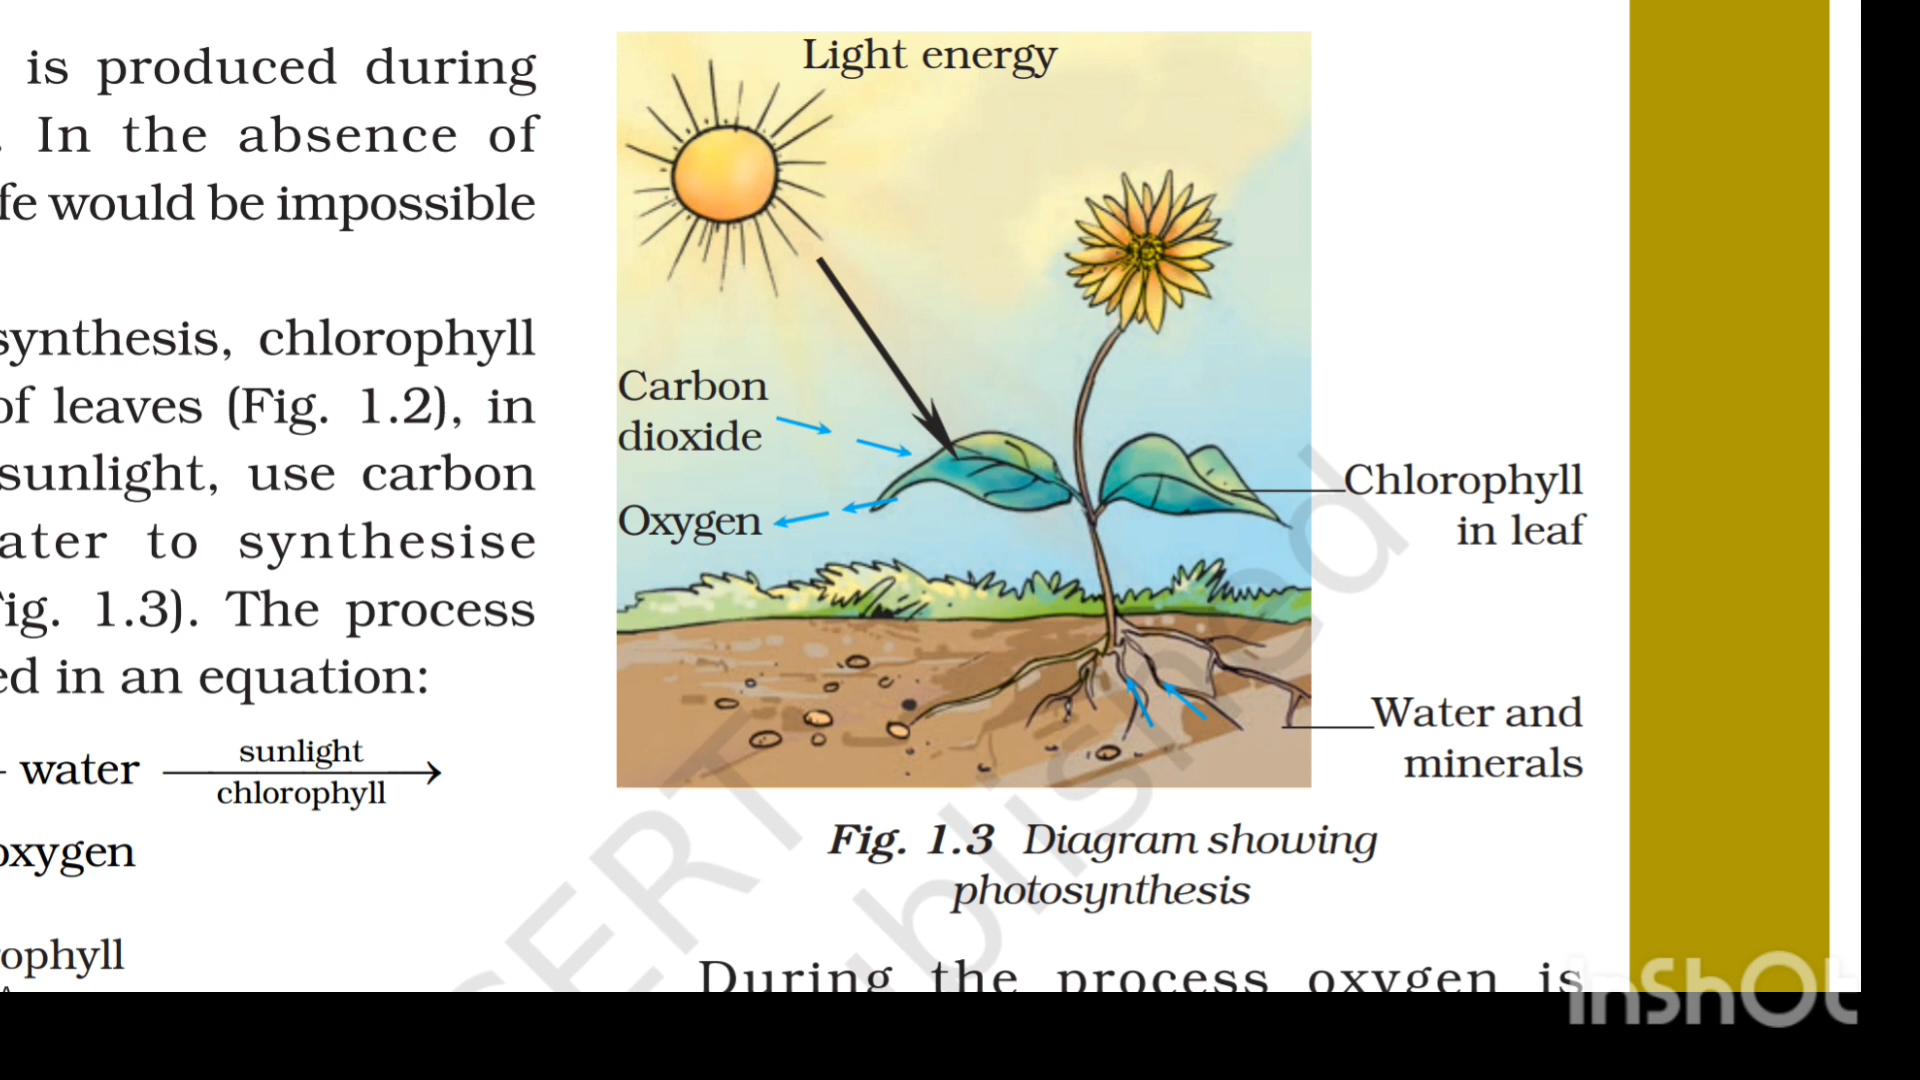 is produced during
. In the absence of
fe would be impossible
synthesis, chlorophyll
of leaves (Fig. 1.2), in
sunlight, use carbon
ater to synthesise
ig. 1.3). The process
ed in an equation:
water
sunlight
chlorophyll
oxygen
ophyll
Light energy
Carbon
dioxide
Oxygen
Chlorophyll
in leaf
Water and
minerals
Fig. 1.3 Diagram showing
photosynthesis
During the process oxygen is
InShOt